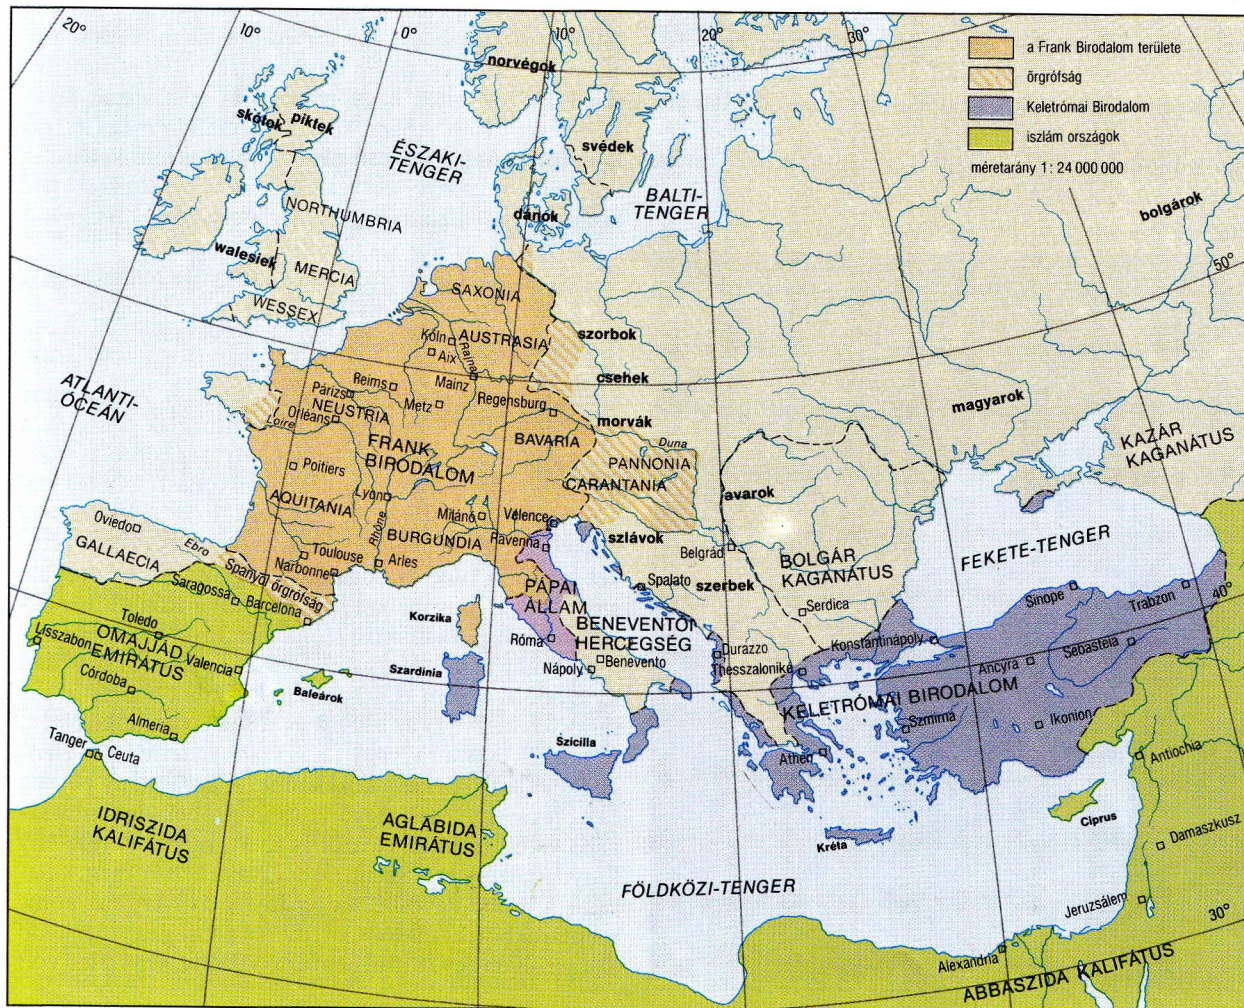 20°
10°
0°
10°
20°
30°
a Frank Birodalom területe
őrgrófság
Keletrómai Birodalom
iszlám országok
méretarány 1 : 24 000 000
norvégok
skótok
piktek
ÉSZAKI-
TENGER
svédek
BALTI-
TENGER
dánok
bolgárok
NORTHUMBRIA
walesiek
MERCIA
WESSEX
50°
SAXONIA
Köln
AUSTRASIA
Aix
Rajna
szorbok
csehek
ATLANTI-
ÓCEÁN
Reims
Mainz
Párizs
Metz
Regensburg
NEUSTRIA
Orléans
Loire
morvák
magyarok
KAZÁR
KAGANÁTUS
FRANK
BIRODALOM
BAVARIA
Duna
PANNONIA
CARANTANIA
Poitiers
Lyon
AQUITANIA
avarok
Milánó
Valence
Rhône
BURGUNDIA
Ravenna
Oviedo
GALLAECIA
Ebro
Toulouse
Narbonne
Arles
Spanyol őrgrófság
szlávok
Belgrád
BOLGÁR
KAGANÁTUS
FEKETE-TENGER
Saragossa
Barcelona
PÁPAI
ÁLLAM
Spalato
szerbek
Serdica
Sinope
Trabzon
40°
Toledo
Korzika
BENEVENTÓI
HERCEGSÉG
Lisszabon
OMAJJÁD
EMIRÁTUS
Valencia
Róma
Benevento
Nápoly
Durazzo
Konstantinápoly
Thesszaloniké
Ancyra
Sebasteia
Szardínia
Córdoba
Baleárok
KELETRÓMAI BIRODALOM
Szmirna
Ikonion
Almeria
Tanger
Ceuta
Szicília
Athén
Antiochia
IDRISZIDA
KALIFÁTUS
AGLABIDA
EMIRÁTUS
Kréta
Ciprus
Damaszkusz
FÖLDKÖZI-TENGER
Jeruzsálem
30°
Alexandria
ABBASZIDA KALIFÁTUS